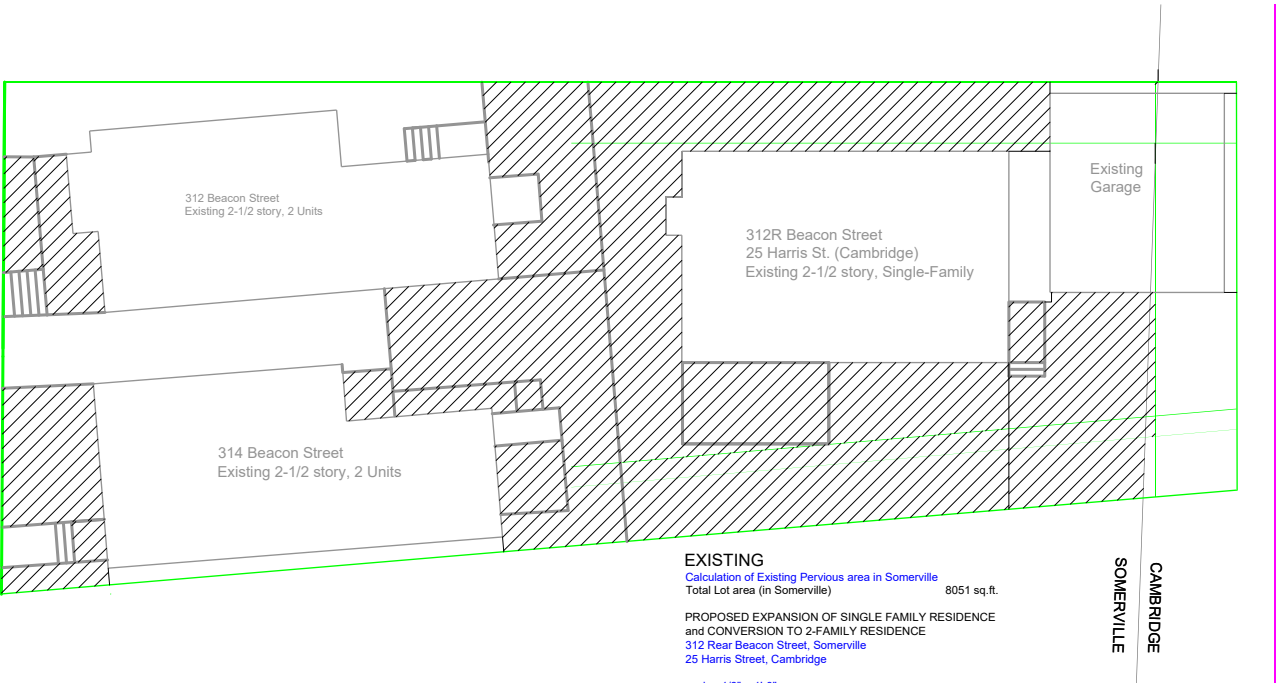 312 Beacon Street
Existing 2-1/2 story, 2 Units
Existing
Garage
312R Beacon Street
25 Harris St. (Cambridge)
Existing 2-1/2 story, Single-Family
314 Beacon Street
Existing 2-1/2 story, 2 Units
EXISTING
Calculation of Existing Pervious area in Somerville
Total Lot area (in Somerville) 8051 sq.ft.
PROPOSED EXPANSION OF SINGLE FAMILY RESIDENCE
and CONVERSION TO 2-FAMILY RESIDENCE
312 Rear Beacon Street, Somerville
25 Harris Street, Cambridge
SOMERVILLE
CAMBRIDGE